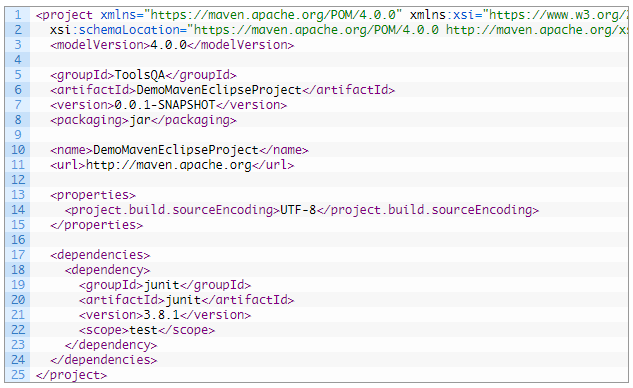 1 <project xmlns="https://maven.apache.org/POM/4.0.0" xmlns:xsi="https://www.w3.org/
2 xsi:schemaLocation="https://maven.apache.org/POM/4.0.0 http://maven.apache.org/xs
3 <modelVersion>4.0.0</modelVersion>
4
5 <groupId>ToolsQA</groupId>
6 <artifactId>DemoMavenEclipseProject</artifactId>
7 <version>0.0.1-SNAPSHOT</version>
8 <packaging>jar</packaging>
9
10 <name>DemoMavenEclipseProject</name>
11 <url>http://maven.apache.org</url>
12
13 <properties>
14 <project.build.sourceEncoding>UTF-8</project.build.sourceEncoding>
15 </properties>
16
17 <dependencies>
18 <dependency>
19 <groupId>junit</groupId>
20 <artifactId>junit</artifactId>
21 <version>3.8.1</version>
22 <scope>test</scope>
23 </dependency>
24 </dependencies>
25 </project>